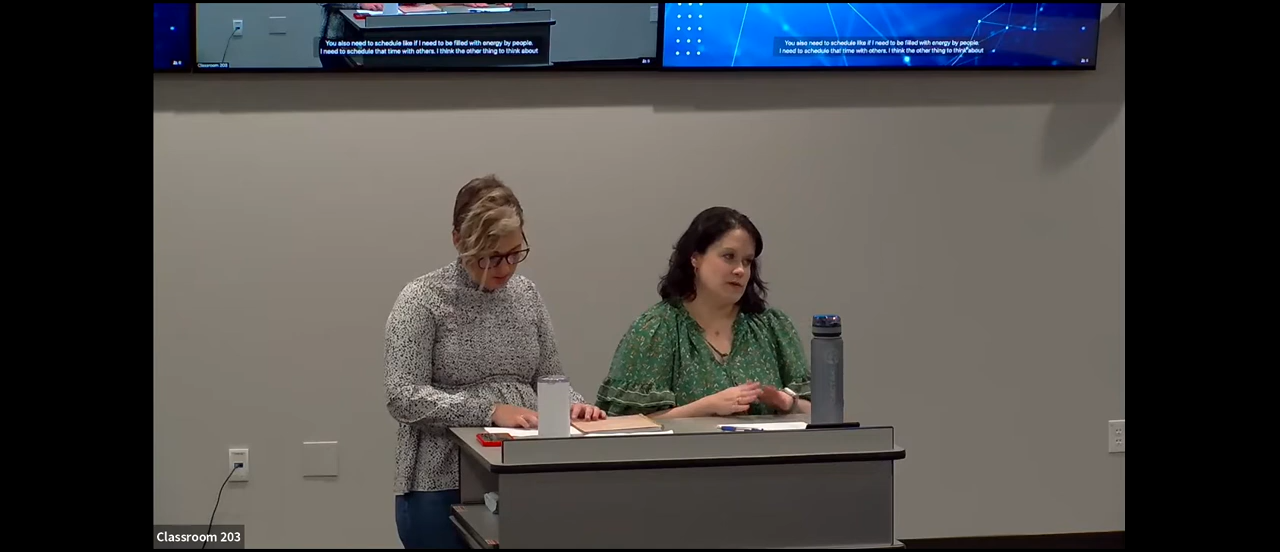 You also need to schedule like if I need to be filled with energy by people.
I need to schedule that time with others. I think the other thing to think about
Classroom 203
You also need to schedule like if I need to be filled with energy by people.
I need to schedule that time with others. I think the other thing to think about
Classroom 203